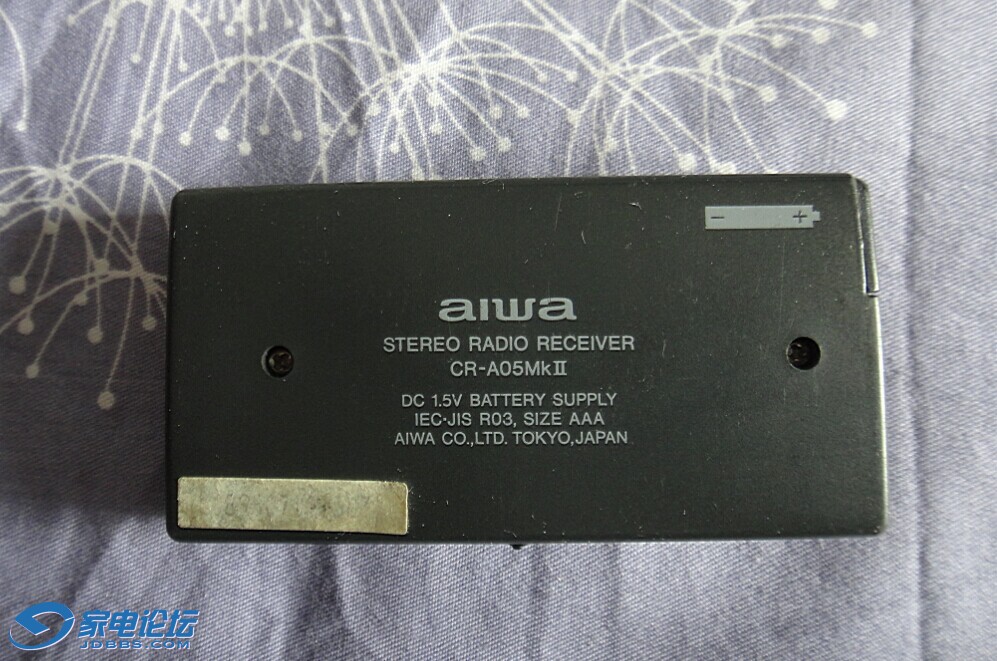 − +
aiwa
STEREO RADIO RECEIVER
CR-A05MkⅡ
DC 1.5V BATTERY SUPPLY
IEC·JIS R03, SIZE AAA
AIWA CO.,LTD. TOKYO,JAPAN
家电论坛
JDBBS.COM